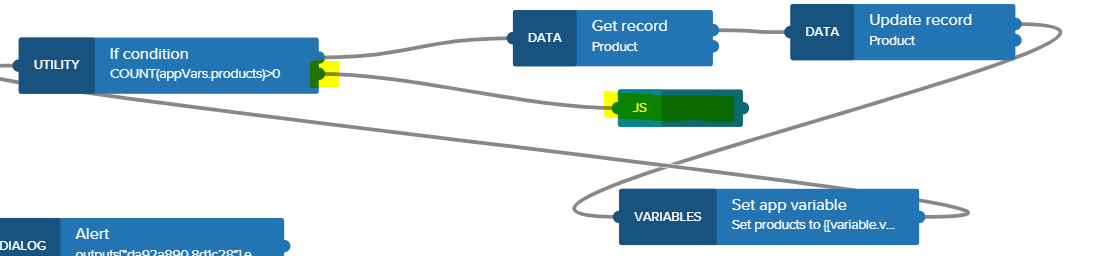 UTILITY
If condition
COUNT(appVars.products)>0
DATA
Get record
Product
DATA
Update record
Product
JS
VARIABLES
Set app variable
Set products to {[variable.v...
DIALOG
Alert
outputs["da92a890.8d1c28"].e